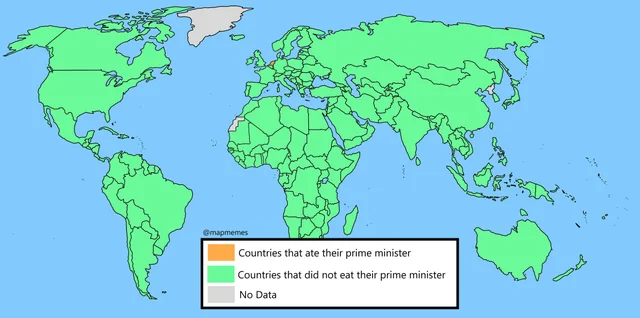 @mapmemes
Countries that ate their prime minister
Countries that did not eat their prime minister
No Data